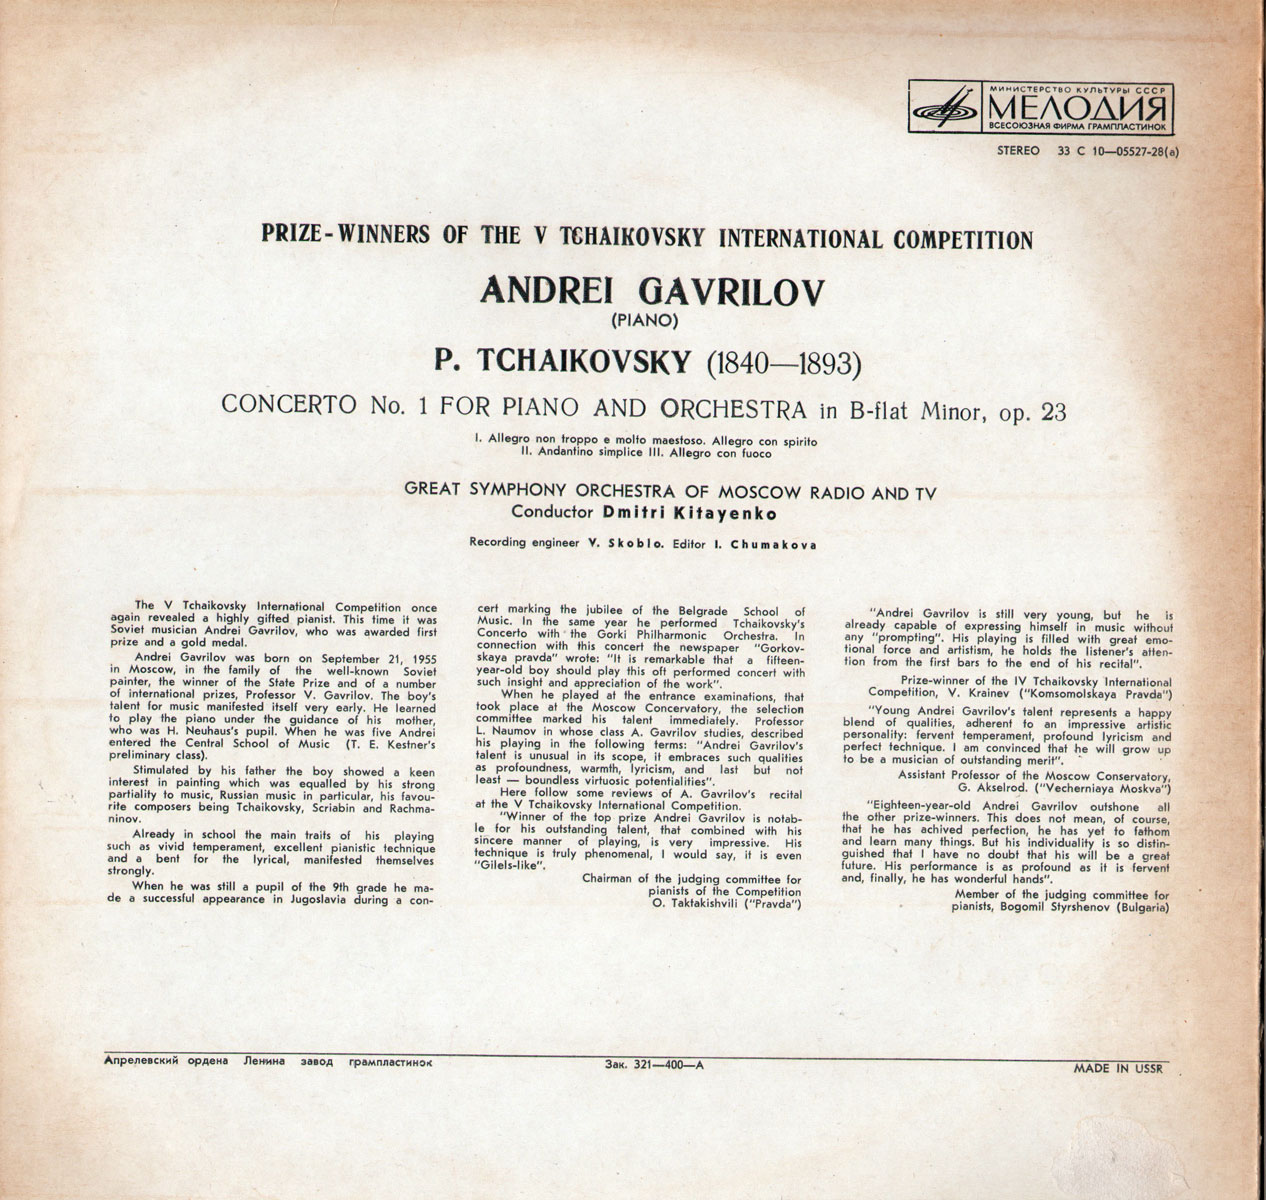 МИНИСТЕРСТВО КУЛЬТУРЫ СССР
МЕЛОДИЯ
ВСЕСОЮЗНАЯ ФИРМА ГРАМПЛАСТИНОК
STEREO 33 C 10—05527-28(a)
PRIZE-WINNERS OF THE V TCHAIKOVSKY INTERNATIONAL COMPETITION
ANDREI GAVRILOV
(PIANO)
P. TCHAIKOVSKY (1840—1893)
CONCERTO No. 1 FOR PIANO AND ORCHESTRA in B-flat Minor, op. 23
I. Allegro non troppo e molto maestoso. Allegro con spirito
II. Andantino simplice III. Allegro con fuoco
GREAT SYMPHONY ORCHESTRA OF MOSCOW RADIO AND TV
Conductor Dmitri Kitayenko
Recording engineer V. Skoblo. Editor I. Chumakova
The V Tchaikovsky International Competition once
again revealed a highly gifted pianist. This time it was
Soviet musician Andrei Gavrilov, who was awarded first
prize and a gold medal.
Andrei Gavrilov was born on September 21, 1955
in Moscow, in the family of the well-known Soviet
painter, the winner of the State Prize and of a number
of international prizes, Professor V. Gavrilov. The boy's
talent for music manifested itself very early. He learned
to play the piano under the guidance of his mother,
who was H. Neuhaus's pupil. When he was five Andrei
entered the Central School of Music (T. E. Kestner's
preliminary class).
Stimulated by his father the boy showed a keen
interest in painting which was equalled by his strong
partiality to music, Russian music in particular, his favou-
rite composers being Tchaikovsky, Scriabin and Rachma-
ninov.
Already in school the main traits of his playing
such as vivid temperament, excellent pianistic technique
and a bent for the lyrical, manifested themselves
strongly.
When he was still a pupil of the 9th grade he ma-
de a successful appearance in Jugoslavia during a con-
cert marking the jubilee of the Belgrade School of
Music. In the same year he performed Tchaikovsky's
Concerto with the Gorki Philharmonic Orchestra. In
connection with this concert the newspaper "Gorkov-
skaya pravda" wrote: "It is remarkable that a fifteen-
year-old boy should play this oft performed concert with
such insight and appreciation of the work".
When he played at the entrance examinations, that
took place at the Moscow Concervatory, the selection
committee marked his talent immediately. Professor
L. Naumov in whose class A. Gavrilov studies, described
his playing in the following terms: "Andrei Gavrilov's
talent is unusual in its scope, it embraces such qualities
as profoundness, warmth, lyricism, and last but not
least — boundless virtuosic potentialities".
Here follow some reviews of A. Gavrilov's recital
at the V Tchaikovsky International Competition.
"Winner of the top prize Andrei Gavrilov is notab-
le for his outstanding talent, that combined with his
sincere manner of playing, is very impressive. His
technique is truly phenomenal, I would say, it is even
"Gilels-like".
Chairman of the judging committee for
pianists of the Competition
O. Taktakishvili ("Pravda")
"Andrei Gavrilov is still very young, but he is
already capable of expressing himself in music without
any "prompting". His playing is filled with great emo-
tional force and artistism, he holds the listener's atten-
tion from the first bars to the end of his recital".
Prize-winner of the IV Tchaikovsky International
Competition, V. Krainev ("Komsomolskaya Pravda")
"Young Andrei Gavrilov's talent represents a happy
blend of qualities, adherent to an impressive artistic
personality: fervent temperament, profound lyricism and
perfect technique. I am convinced that he will grow up
to be a musician of outstanding merit".
Assistant Professor of the Moscow Conservatory,
G. Akselrod. ("Vecherniaya Moskva")
"Eighteen-year-old Andrei Gavrilov outshone all
the other prize-winners. This does not mean, of course,
that he has achived perfection, he has yet to fathom
and learn many things. But his individuality is so distin-
guished that I have no doubt that his will be a great
future. His performance is as profound as it is fervent
and, finally, he has wonderful hands".
Member of the judging committee for
pianists, Bogomil Styrshenov (Bulgaria)
Апрелевский ордена Ленина завод грампластинок
Зак. 321—400—А
MADE IN USSR